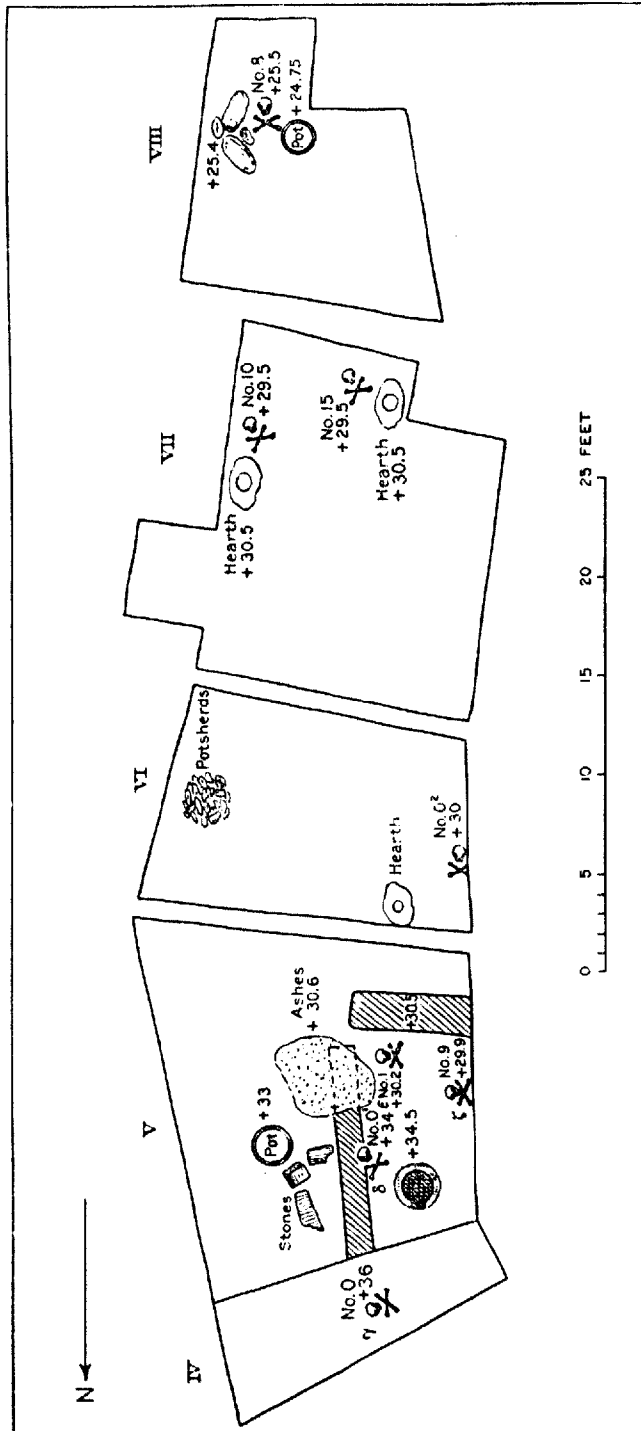 N
IV
V
VI
VII
VIII
η
No. 0
+36
Stones
Pot
+33
Ashes
+ 30.6
δ
No. 0'
+ 34
ε No. 1
+30.2
+34.5
+30.5
ζ
No. 9
+29.9
Potsherds
Hearth
No. 0²
+ 30
Hearth
+ 30.5
No. 10
+ 29.5
No. 15
+ 29.5
Hearth
+ 30.5
+25.4
No. 8
+25.5
Pot
+ 24.75
0 5 10 15 20 25 FEET